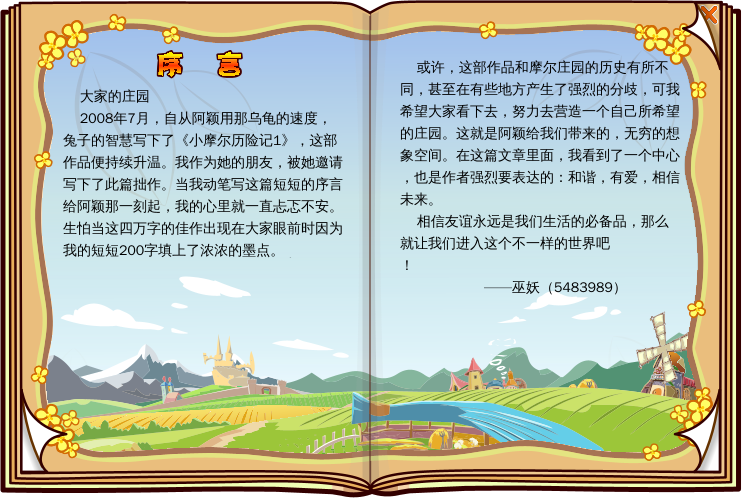 序 言
大家的庄园
2008年7月，自从阿颖用那乌龟的速度，
兔子的智慧写下了《小摩尔历险记1》，这部
作品便持续升温。我作为她的朋友，被她邀请
写下了此篇拙作。当我动笔写这篇短短的序言
给阿颖那一刻起，我的心里就一直忐忑不安。
生怕当这四万字的佳作出现在大家眼前时因为
我的短短200字填上了浓浓的墨点。
或许，这部作品和摩尔庄园的历史有所不
同，甚至在有些地方产生了强烈的分歧，可我
希望大家看下去，努力去营造一个自己所希望
的庄园。这就是阿颖给我们带来的，无穷的想
象空间。在这篇文章里面，我看到了一个中心
，也是作者强烈要表达的：和谐，有爱，相信
未来。
相信友谊永远是我们生活的必备品，那么
就让我们进入这个不一样的世界吧
！
——巫妖（5483989）